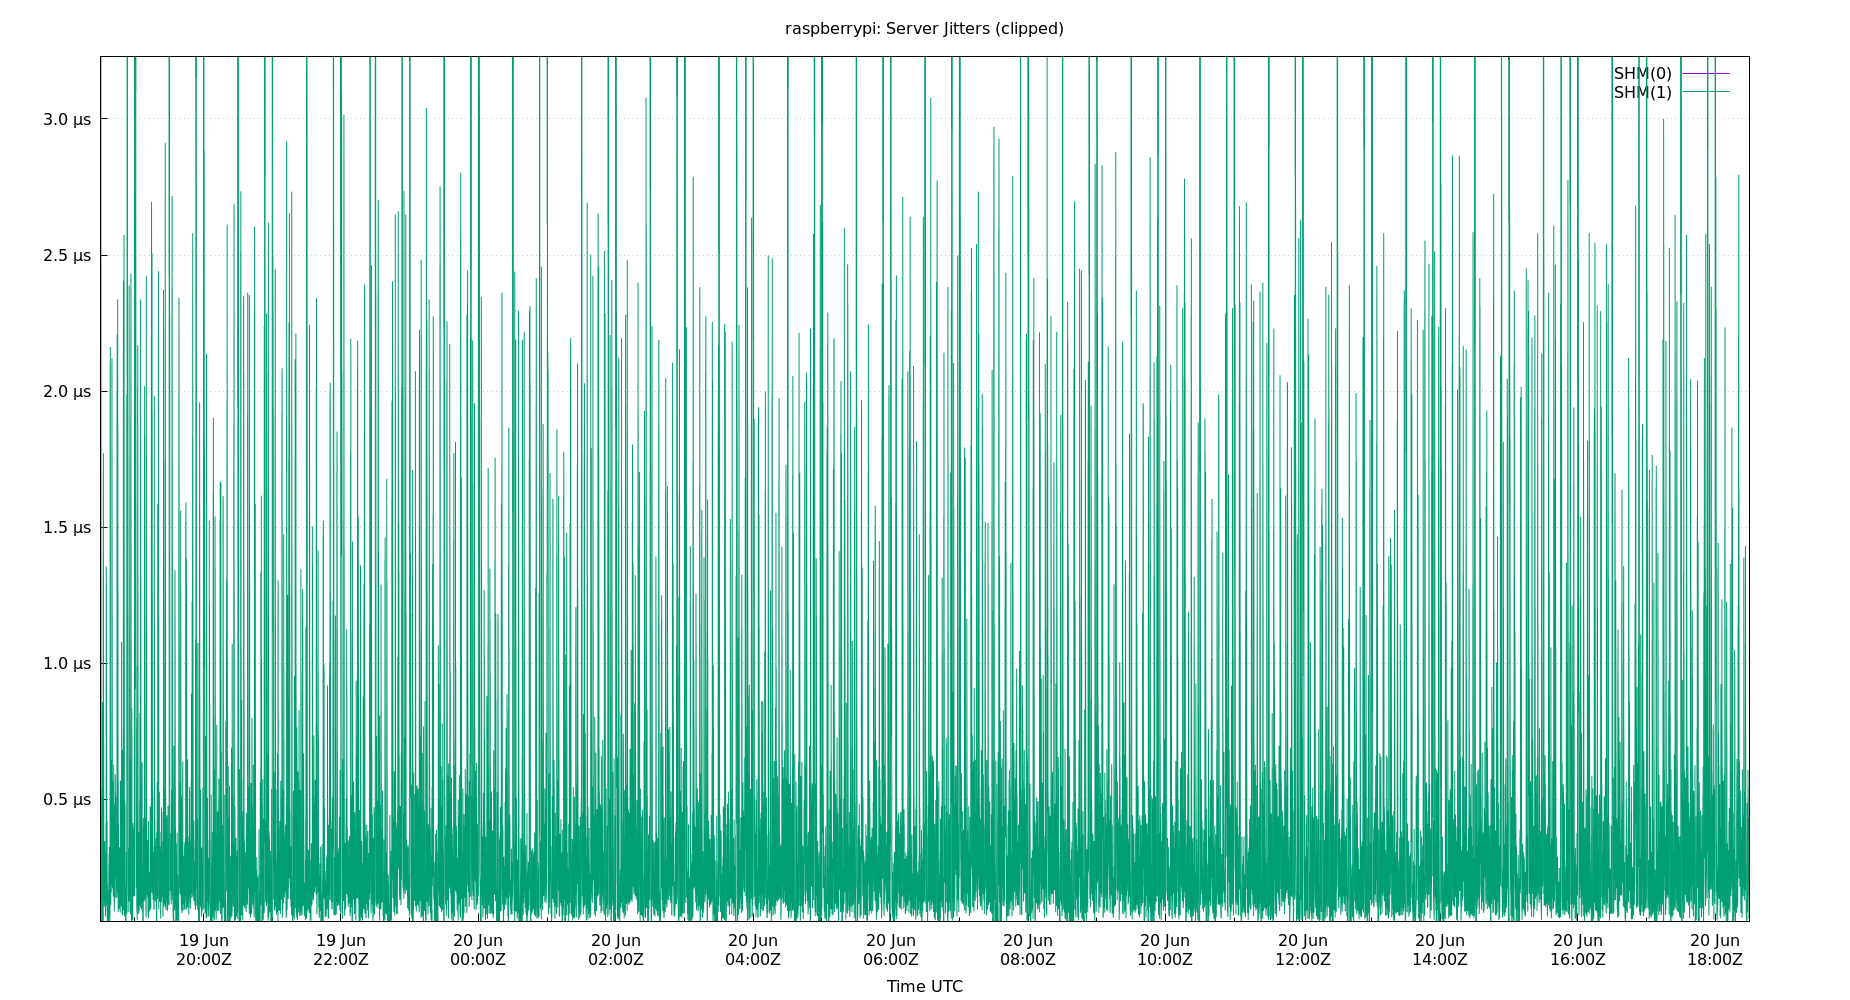 raspberrypi: Server Jitters (clipped)
SHM(0)
SHM(1)
3.0 µs
2.5 µs
2.0 µs
1.5 µs
1.0 µs
0.5 µs
19 Jun 19 Jun 20 Jun 20 Jun 20 Jun 20 Jun 20 Jun 20 Jun 20 Jun 20 Jun 20 Jun 20 Jun
20:00Z 22:00Z 00:00Z 02:00Z 04:00Z 06:00Z 08:00Z 10:00Z 12:00Z 14:00Z 16:00Z 18:00Z
Time UTC